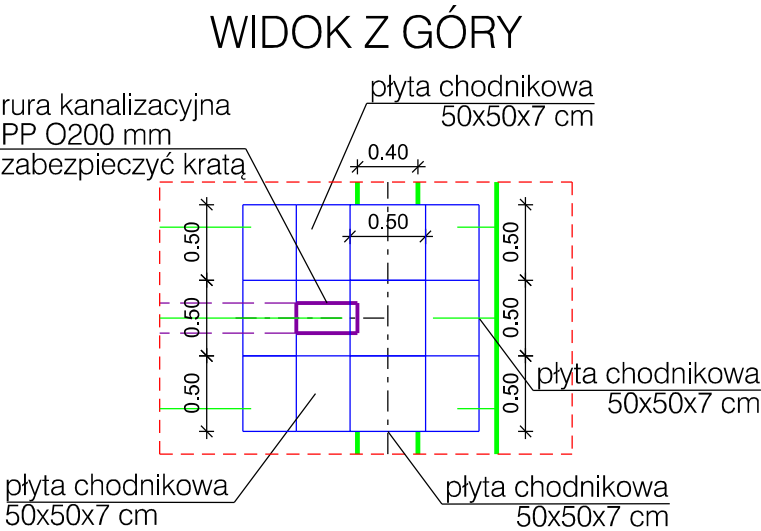 WIDOK Z GÓRY
płyta chodnikowa
50x50x7 cm
rura kanalizacyjna
PP O200 mm
zabezpieczyć kratą
0.40
0.50
0.50
0.50
0.50
0.50
0.50
0.50
płyta chodnikowa
50x50x7 cm
płyta chodnikowa
50x50x7 cm
płyta chodnikowa
50x50x7 cm